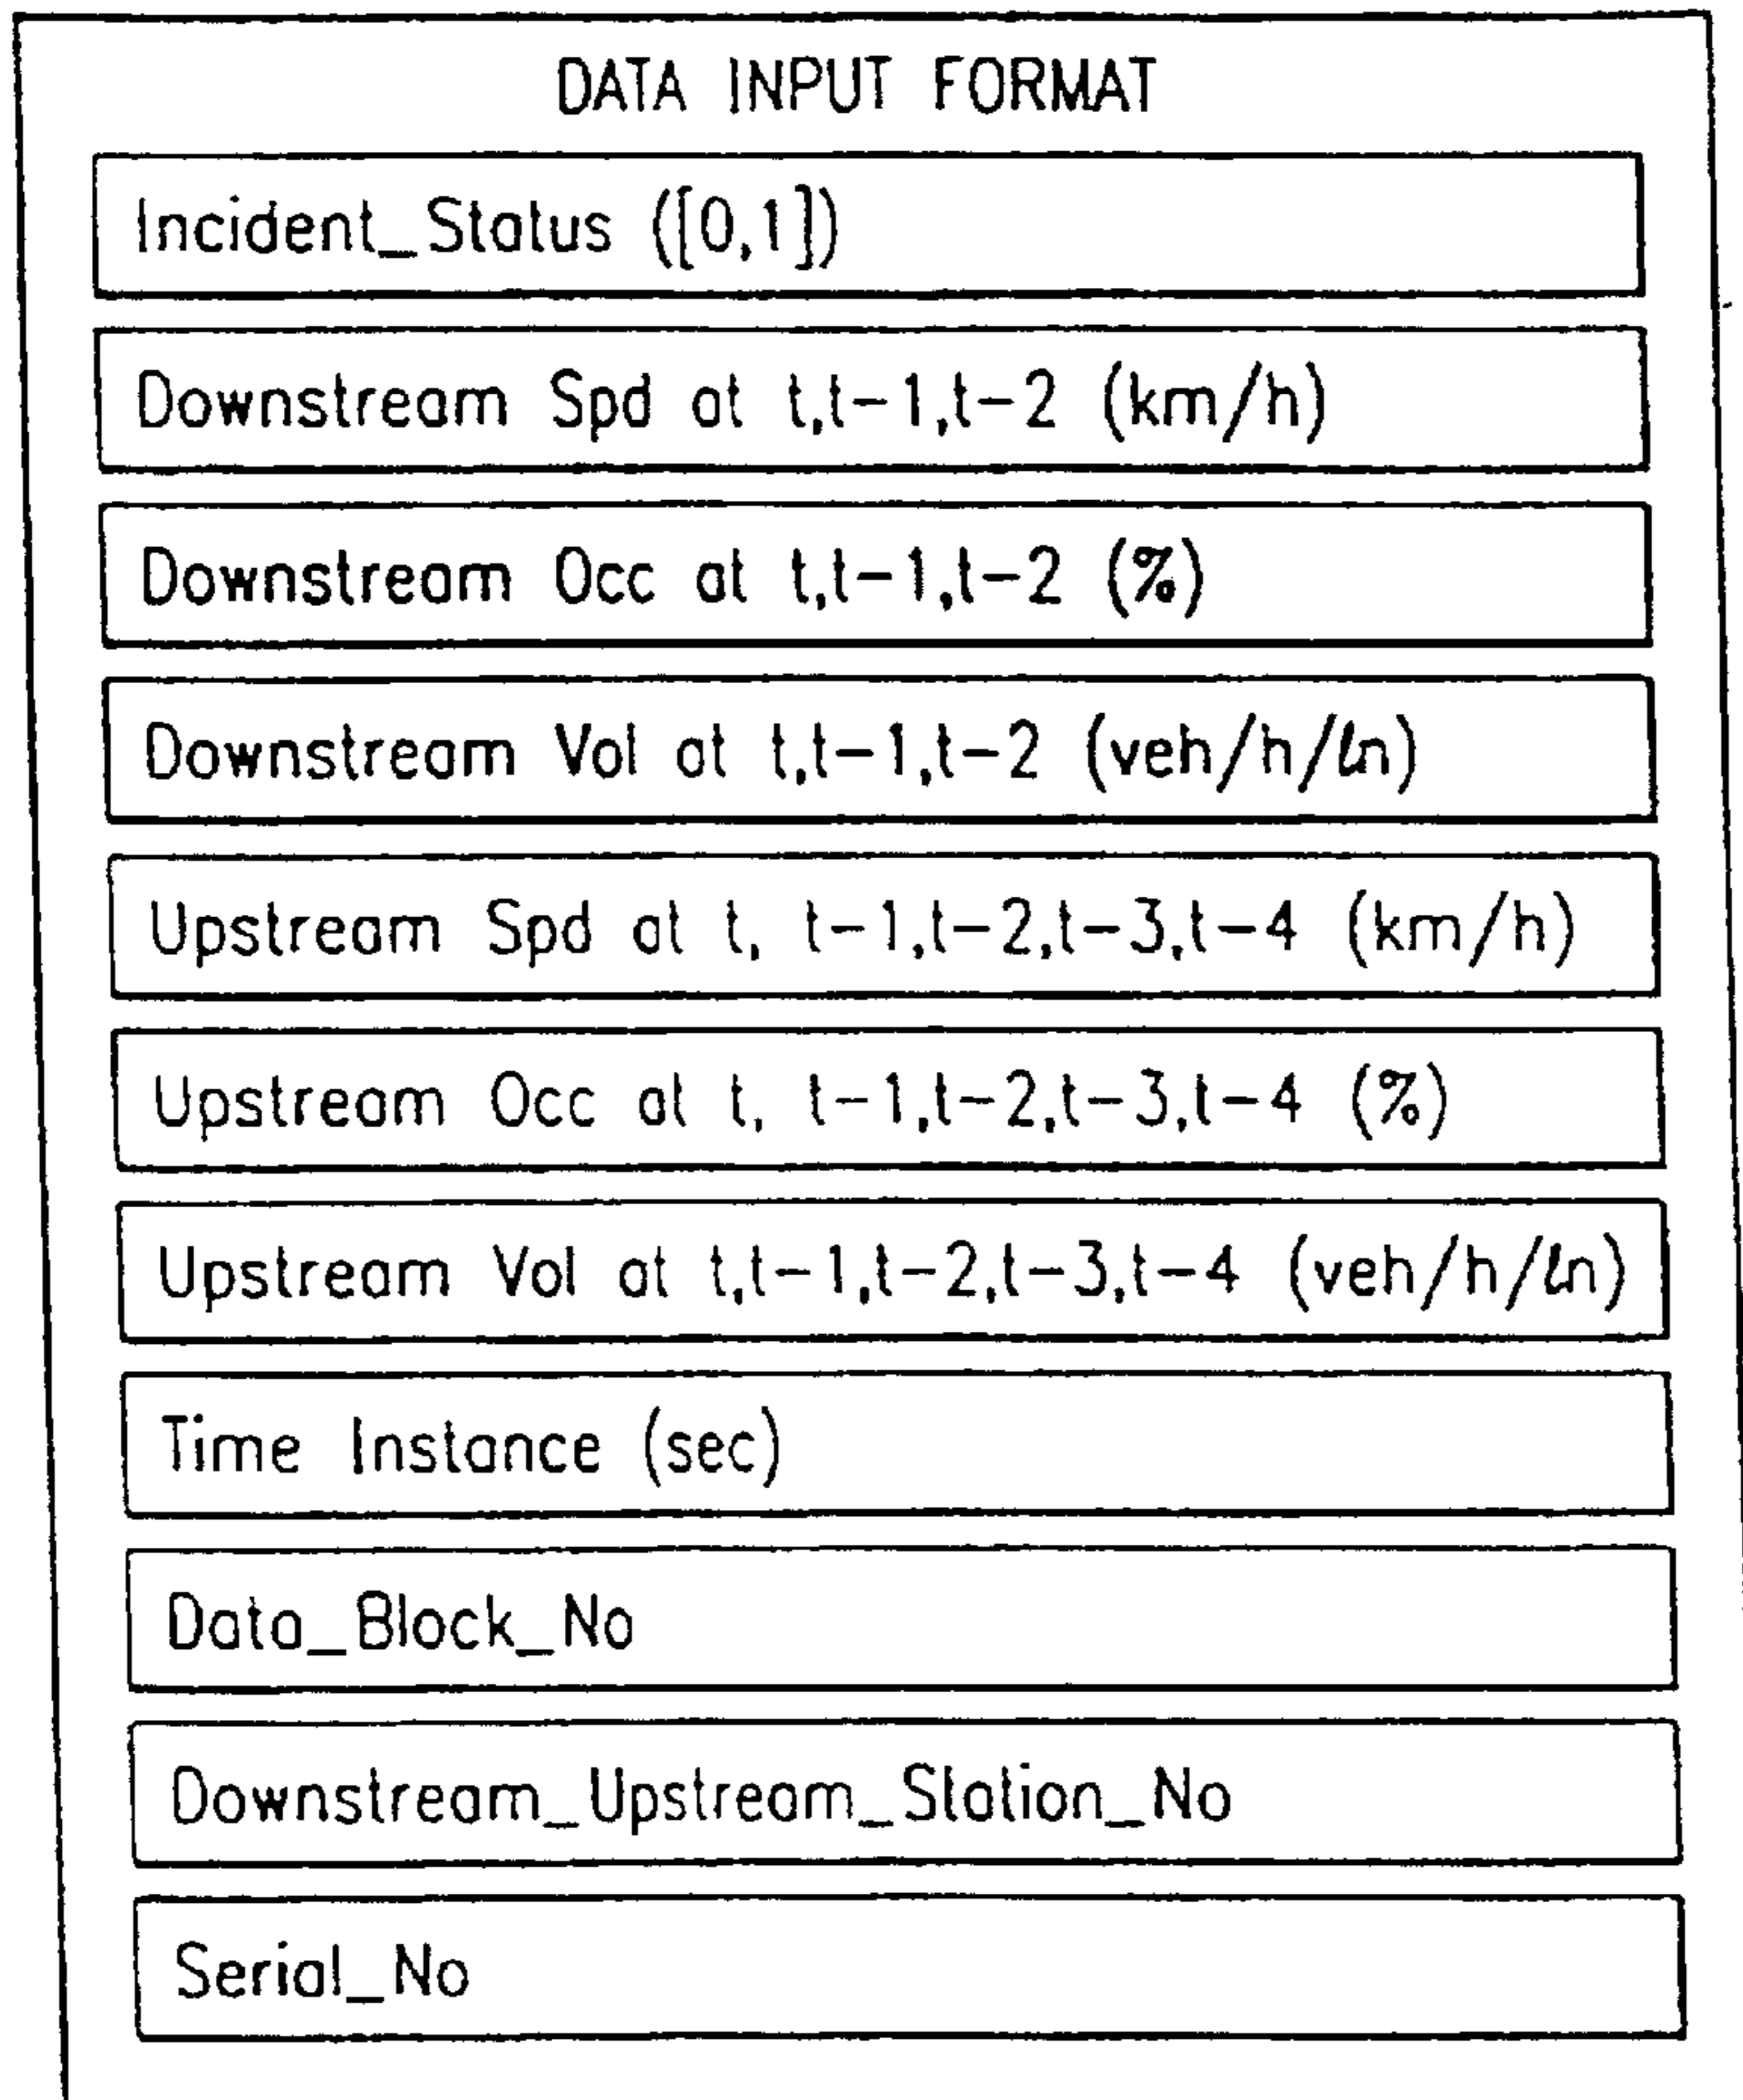 DATA INPUT FORMAT
Incident_Status ([0,1])
Downstream Spd at t,t-1,t-2 (km/h)
Downstream Occ at t,t-1,t-2 (%)
Downstream Vol at t,t-1,t-2 (veh/h/ln)
Upstream Spd at t, t-1,t-2,t-3,t-4 (km/h)
Upstream Occ at t, t-1,t-2,t-3,t-4 (%)
Upstream Vol at t,t-1,t-2,t-3,t-4 (veh/h/ln)
Time Instance (sec)
Data_Block_No
Downstream_Upstream_Station_No
Serial_No